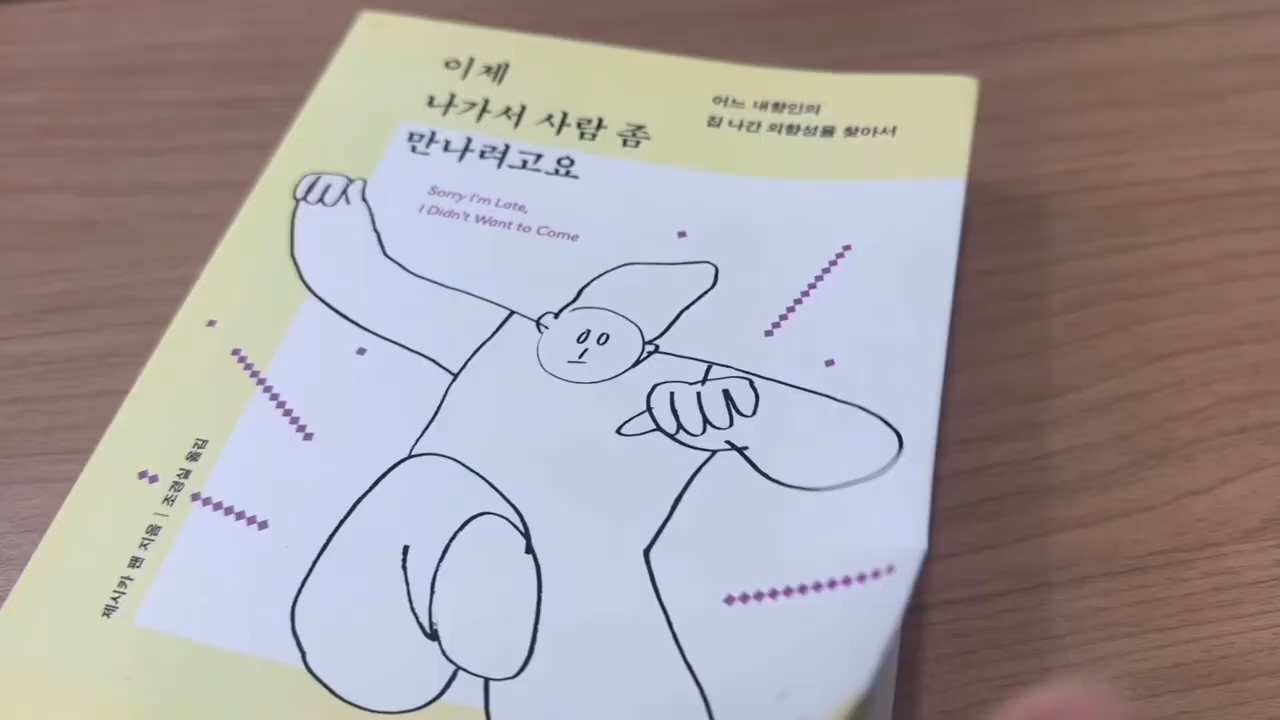 이제
나가서 사람 좀
만나려고요
어느 내향인의
집 나간 외향성을 찾아서
Sorry I'm Late,
I Didn't Want to Come
제시카 팬 지음 | 조경실 옮김